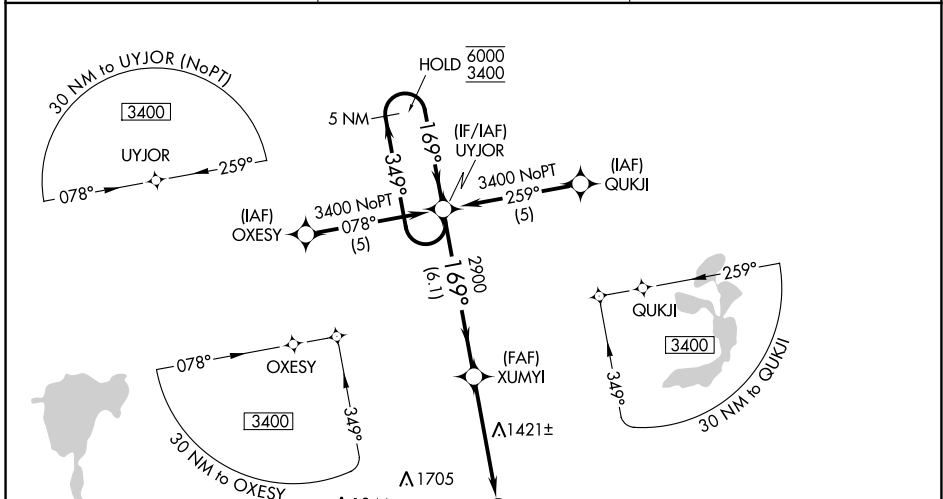 30 NM to UYJOR (NoPT)
3400
UYJOR
078°
259°
HOLD 6000
3400
5 NM
169°
349°
(IF/IAF)
UYJOR
(IAF)
QUKJI
3400 NoPT
259°
(5)
(IAF)
OXESY
3400 NoPT
078°
(5)
2900
169°
(6.1)
(FAF)
XUMYI
1421±
1705
078°
OXESY
349°
3400
30 NM to OXESY
259°
QUKJI
3400
349°
30 NM to QUKJI